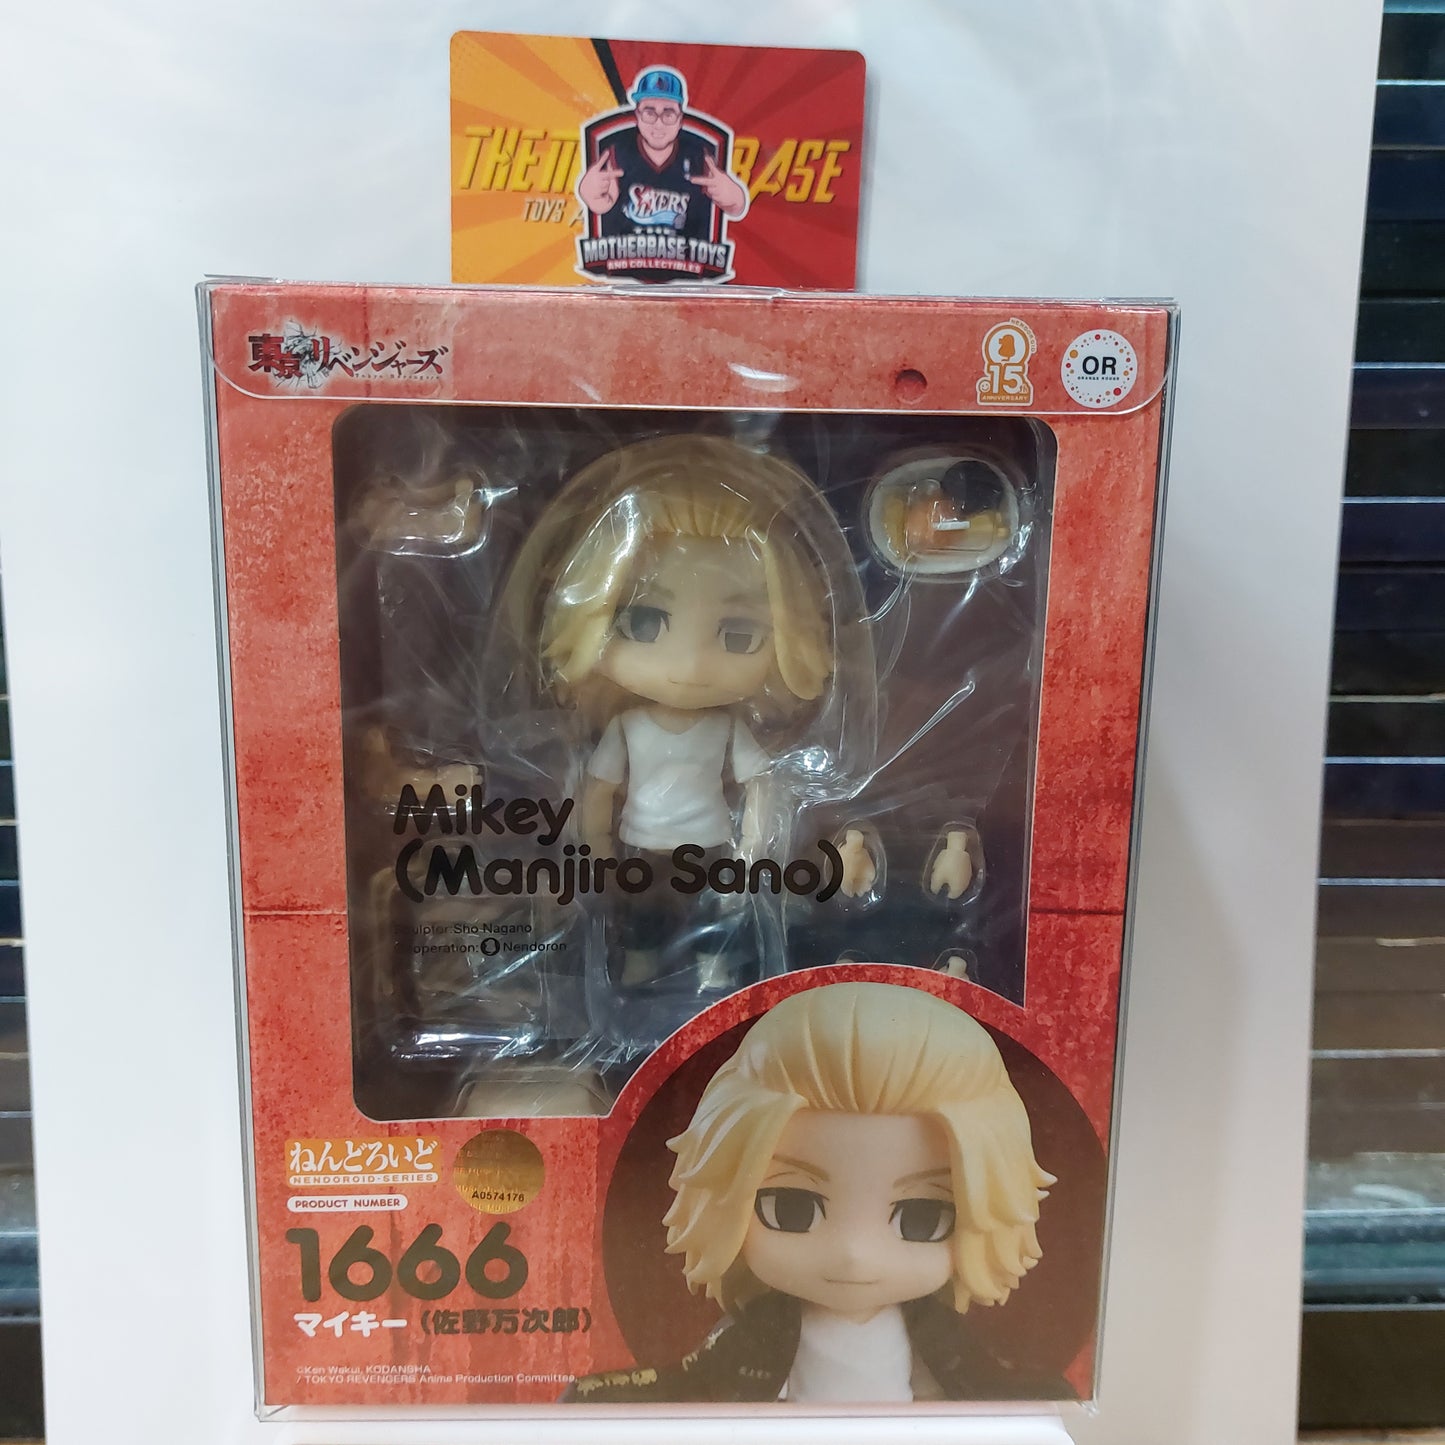 THEM BASE
TOYS A
SIXERS
THE
MOTHERBASE TOYS
AND COLLECTIBLES
東京リベンジャーズ
NENDOROID
15th
ANNIVERSARY
OR
ORANGE ROUGE
Mikey
(Manjiro Sano)
Sculptor:Sho Nagano
Cooperation: Nendoron
ねんどろいど
NENDOROID·SERIES
A0574176
PRODUCT NUMBER
1666
マイキー(佐野万次郎)
©Ken Wakui, KODANSHA
/ TOKYO REVENGERS Anime Production Committee.